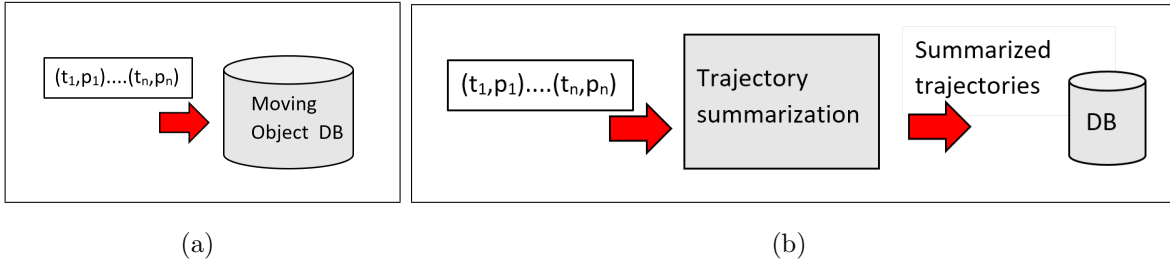 (t₁,p₁)....(tₙ,pₙ)
Moving
Object DB
(a)
(t₁,p₁)....(tₙ,pₙ)
Trajectory
summarization
Summarized
trajectories
DB
(b)